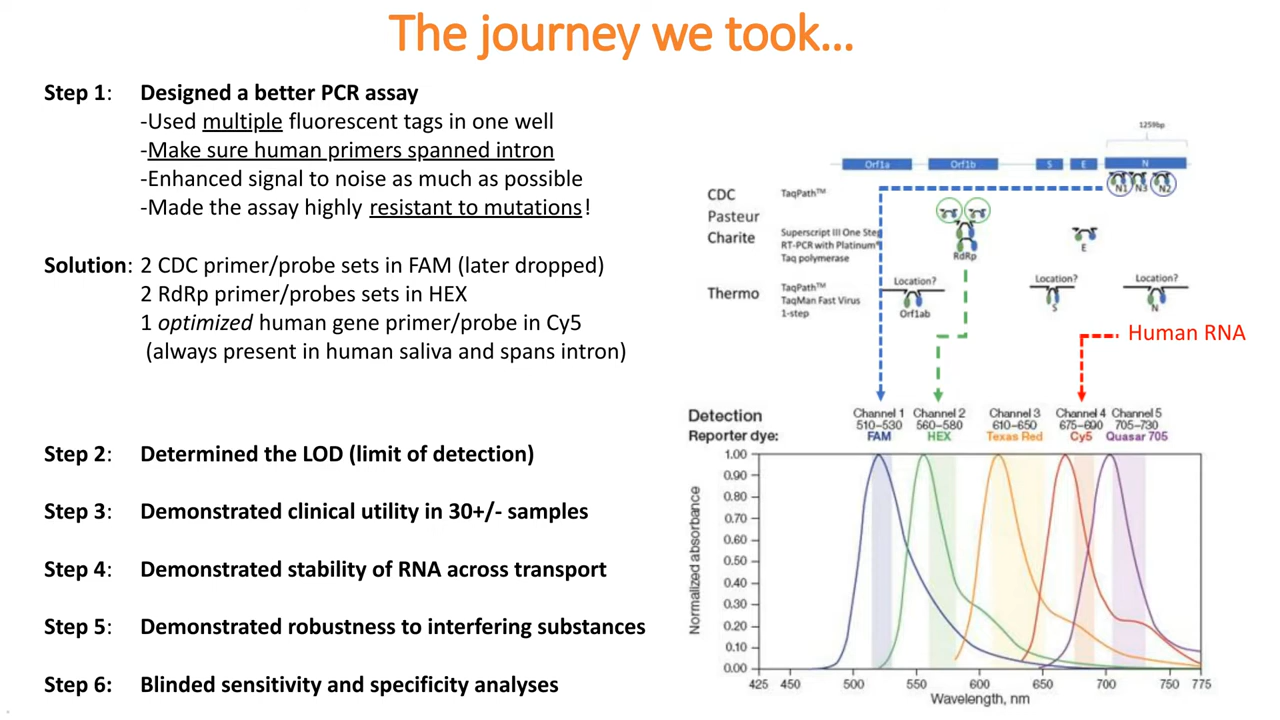 The journey we took…
Step 1: Designed a better PCR assay
-Used multiple fluorescent tags in one well
-Make sure human primers spanned intron
-Enhanced signal to noise as much as possible
-Made the assay highly resistant to mutations!
Solution: 2 CDC primer/probe sets in FAM (later dropped)
2 RdRp primer/probes sets in HEX
1 optimized human gene primer/probe in Cy5
(always present in human saliva and spans intron)
Step 2: Determined the LOD (limit of detection)
Step 3: Demonstrated clinical utility in 30+/- samples
Step 4: Demonstrated stability of RNA across transport
Step 5: Demonstrated robustness to interfering substances
Step 6: Blinded sensitivity and specificity analyses
1259bp
Orf1a Orf1b S E N
CDC TaqPath™ N1 N3 N2
Pasteur
Charite Superscript III One Step
RT-PCR with Platinum®
Taq polymerase
RdRp E
Thermo TaqPath™
TaqMan Fast Virus
1-step
Location? Location? Location?
Orf1ab S N
Human RNA
Detection Channel 1 Channel 2 Channel 3 Channel 4 Channel 5
510–530 560–580 610–650 675–690 705–730
Reporter dye: FAM HEX Texas Red Cy5 Quasar 705
Normalized absorbance
1.00
0.90
0.80
0.70
0.60
0.50
0.40
0.30
0.20
0.10
0.00
425 450 500 550 600 650 700 750 775
Wavelength, nm